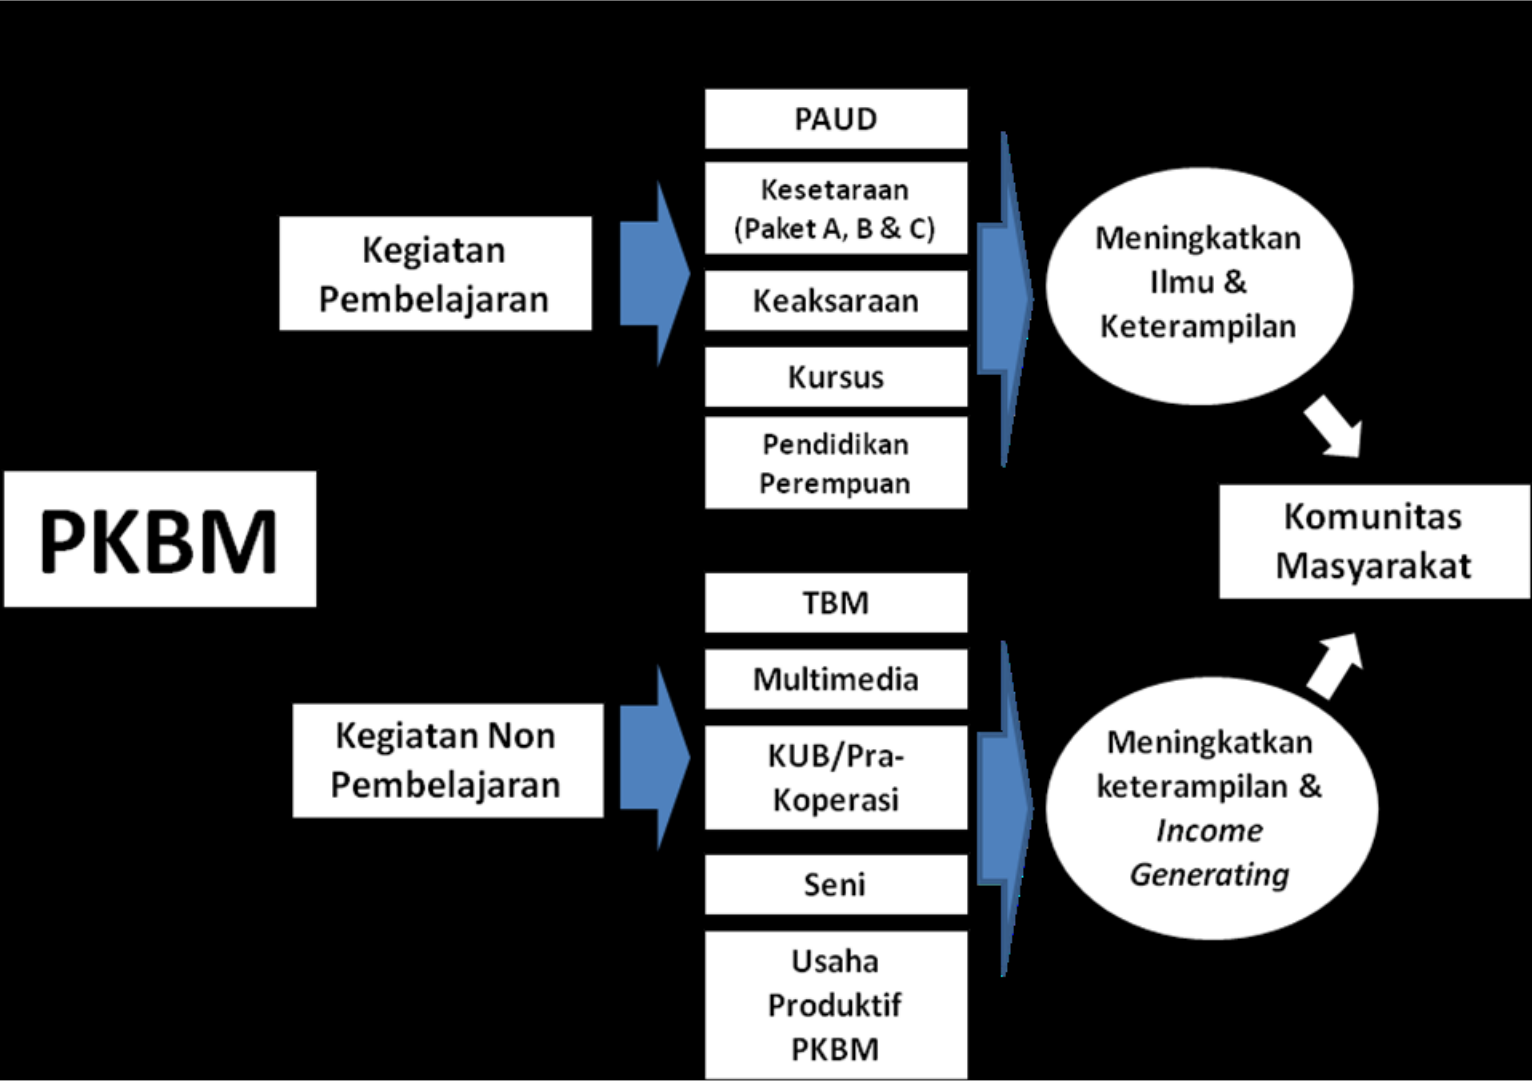 PKBM
Kegiatan
Pembelajaran
PAUD
Kesetaraan
(Paket A, B & C)
Keaksaraan
Kursus
Pendidikan
Perempuan
Meningkatkan
Ilmu &
Keterampilan
Kegiatan Non
Pembelajaran
TBM
Multimedia
KUB/Pra-
Koperasi
Seni
Usaha
Produktif
PKBM
Meningkatkan
keterampilan &
Income
Generating
Komunitas
Masyarakat